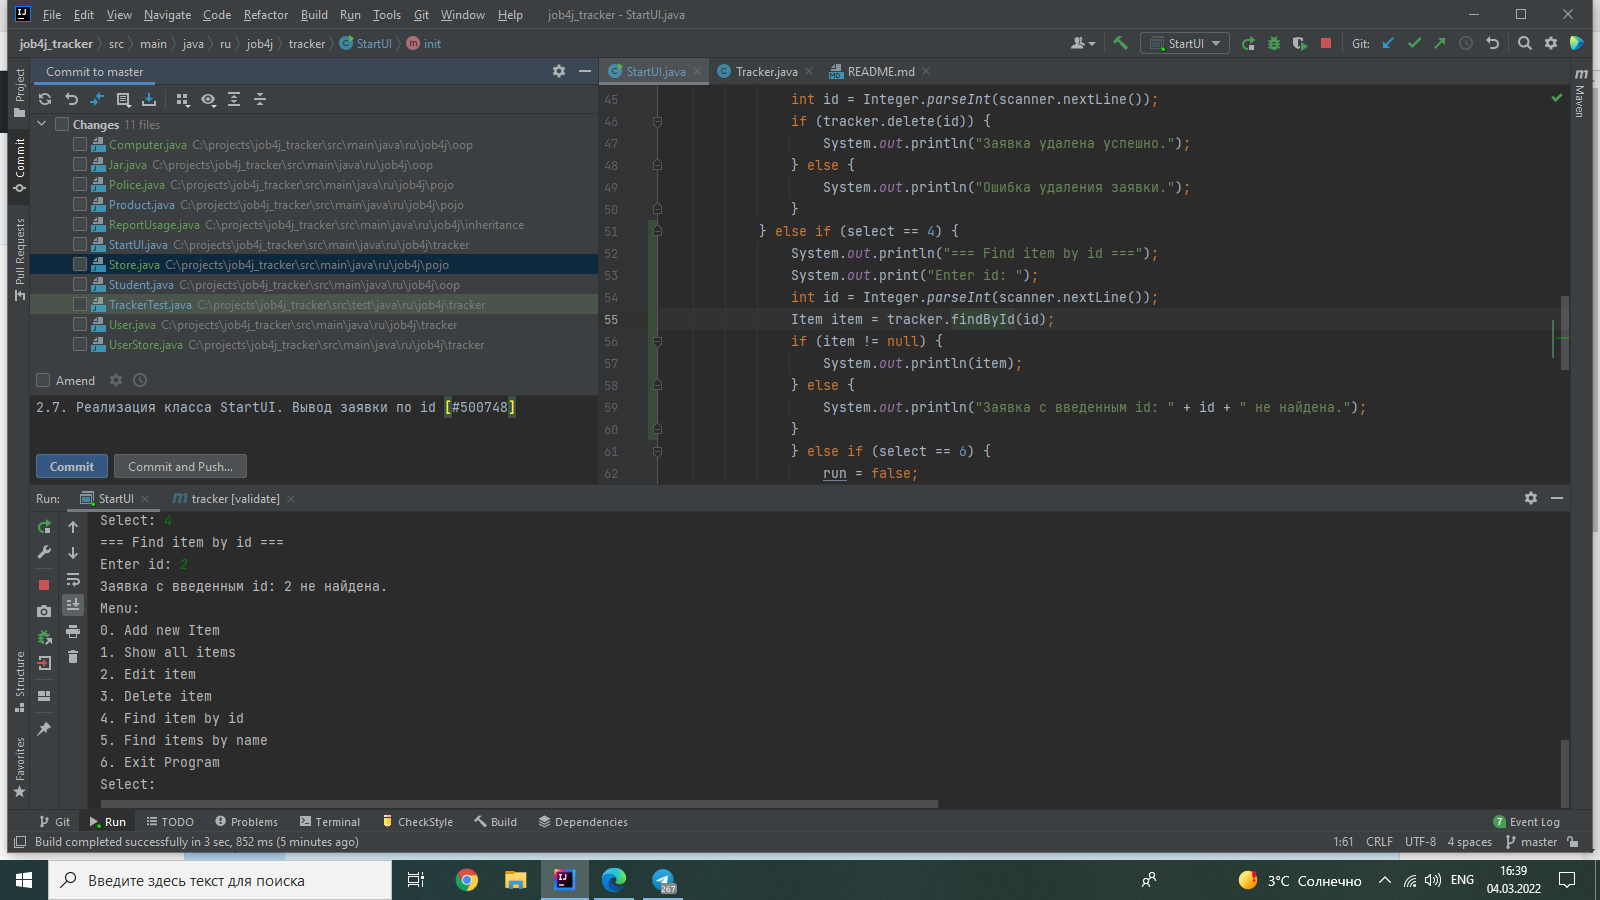 File Edit View Navigate Code Refactor Build Run Tools Git Window Help job4j_tracker - StartUI.java
job4j_tracker src main java ru job4j tracker StartUI init
StartUI Git:
Commit to master
StartUI.java Tracker.java README.md
Project
Commit
Pull Requests
Structure
Favorites
Maven
Changes 11 files
Computer.java C:\projects\job4j_tracker\src\main\java\ru\job4j\oop
Jar.java C:\projects\job4j_tracker\src\main\java\ru\job4j\oop
Police.java C:\projects\job4j_tracker\src\main\java\ru\job4j\pojo
Product.java C:\projects\job4j_tracker\src\main\java\ru\job4j\pojo
ReportUsage.java C:\projects\job4j_tracker\src\main\java\ru\job4j\inheritance
StartUI.java C:\projects\job4j_tracker\src\main\java\ru\job4j\tracker
Store.java C:\projects\job4j_tracker\src\main\java\ru\job4j\pojo
Student.java C:\projects\job4j_tracker\src\main\java\ru\job4j\oop
TrackerTest.java C:\projects\job4j_tracker\src\test\java\ru\job4j\tracker
User.java C:\projects\job4j_tracker\src\main\java\ru\job4j\tracker
UserStore.java C:\projects\job4j_tracker\src\main\java\ru\job4j\tracker
Amend
2.7. Реализация класса StartUI. Вывод заявки по id [#500748]
Commit Commit and Push...
45 int id = Integer.parseInt(scanner.nextLine());
46 if (tracker.delete(id)) {
47 System.out.println("Заявка удалена успешно.");
48 } else {
49 System.out.println("Ошибка удаления заявки.");
50 }
51 } else if (select == 4) {
52 System.out.println("=== Find item by id ===");
53 System.out.print("Enter id: ");
54 int id = Integer.parseInt(scanner.nextLine());
55 Item item = tracker.findById(id);
56 if (item != null) {
57 System.out.println(item);
58 } else {
59 System.out.println("Заявка с введенным id: " + id + " не найдена.");
60 }
61 } else if (select == 6) {
62 run = false;
Run: StartUI tracker [validate]
Select: 4
=== Find item by id ===
Enter id: 2
Заявка с введенным id: 2 не найдена.
Menu:
0. Add new Item
1. Show all items
2. Edit item
3. Delete item
4. Find item by id
5. Find items by name
6. Exit Program
Select:
Git Run TODO Problems Terminal CheckStyle Build Dependencies 7 Event Log
Build completed successfully in 3 sec, 852 ms (5 minutes ago) 1:61 CRLF UTF-8 4 spaces master
Введите здесь текст для поиска 267 3°C Солнечно ENG 16:39
04.03.2022